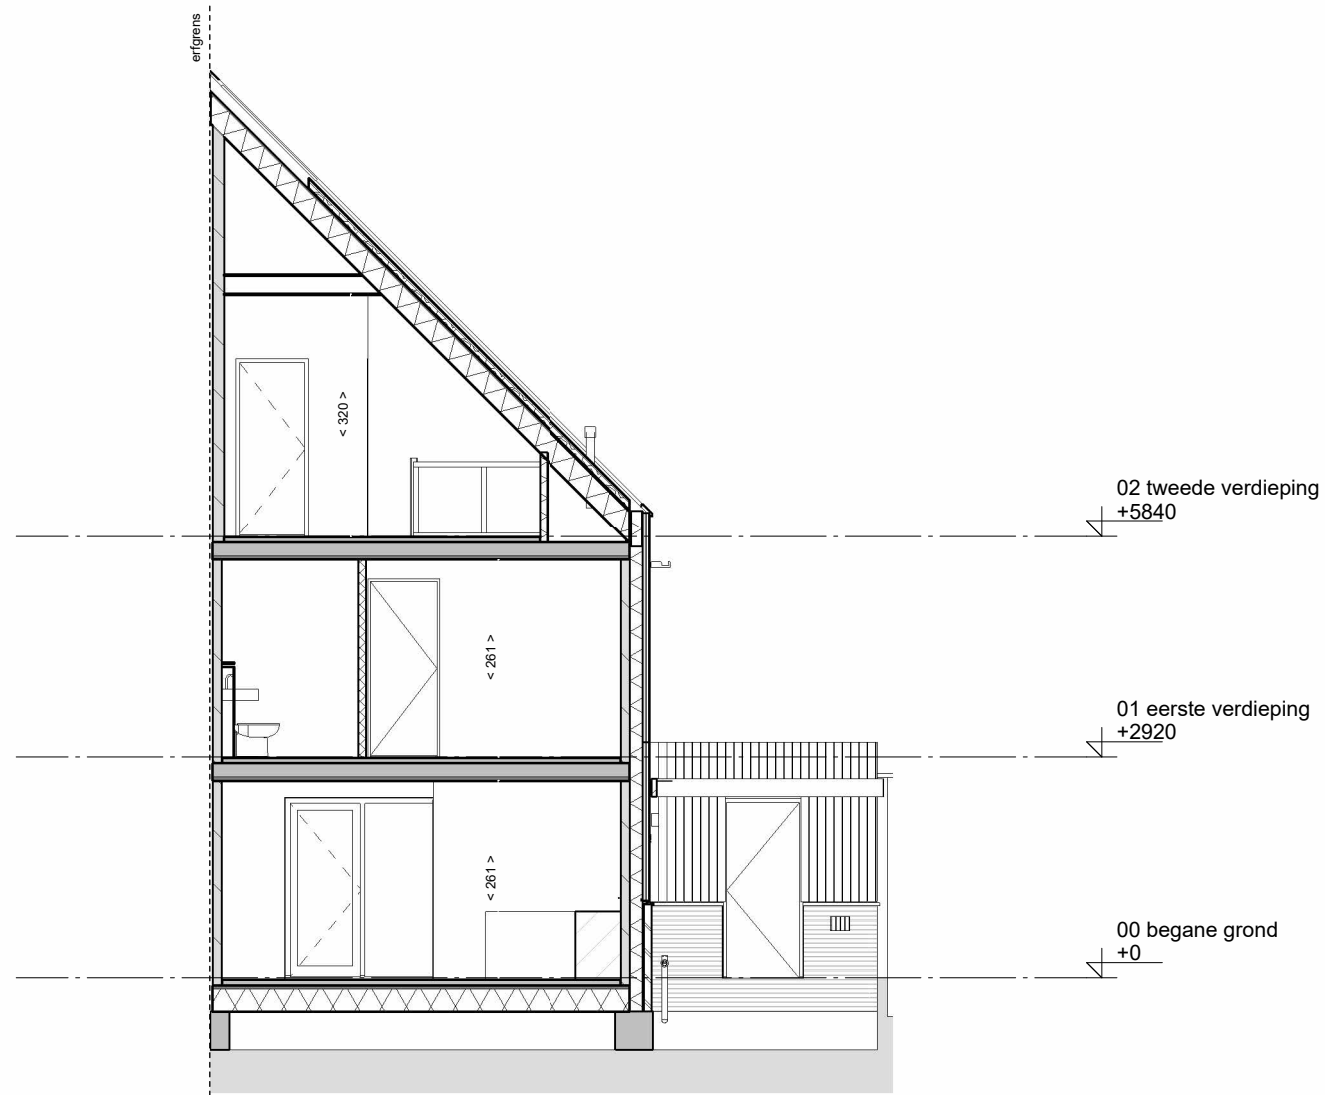 erfgrens
< 320 >
02 tweede verdieping
+5840
< 261 >
01 eerste verdieping
+2920
< 261 >
00 begane grond
+0